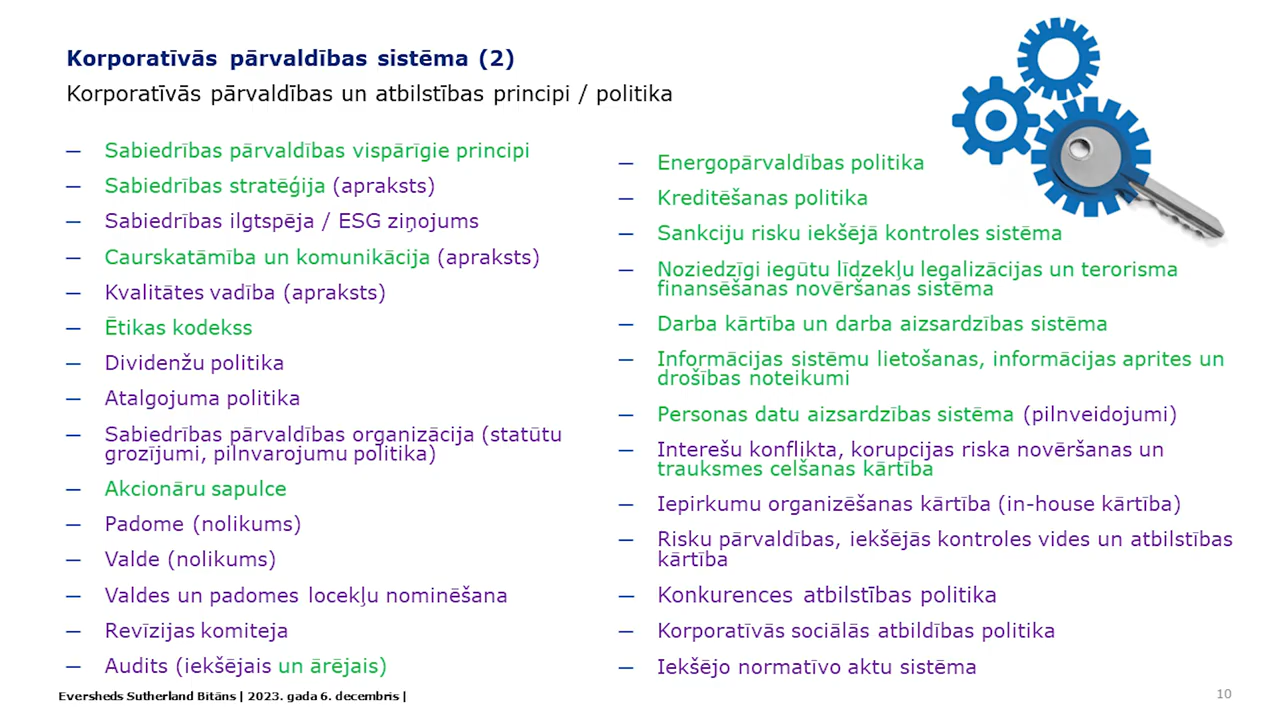 Korporatīvās pārvaldības sistēma (2)
Korporatīvās pārvaldības un atbilstības principi / politika
— Sabiedrības pārvaldības vispārīgie principi
— Sabiedrības stratēģija (apraksts)
— Sabiedrības ilgtspēja / ESG ziņojums
— Caurskatāmība un komunikācija (apraksts)
— Kvalitātes vadība (apraksts)
— Ētikas kodekss
— Dividenžu politika
— Atalgojuma politika
— Sabiedrības pārvaldības organizācija (statūtu
grozījumi, pilnvarojumu politika)
— Akcionāru sapulce
— Padome (nolikums)
— Valde (nolikums)
— Valdes un padomes locekļu nominēšana
— Revīzijas komiteja
— Audits (iekšējais un ārējais)
— Energopārvaldības politika
— Kreditēšanas politika
— Sankciju risku iekšējā kontroles sistēma
— Noziedzīgi iegūtu līdzekļu legalizācijas un terorisma
finansēšanas novēršanas sistēma
— Darba kārtība un darba aizsardzības sistēma
— Informācijas sistēmu lietošanas, informācijas aprites un
drošības noteikumi
— Personas datu aizsardzības sistēma (pilnveidojumi)
— Interešu konflikta, korupcijas riska novēršanas un
trauksmes celšanas kārtība
— Iepirkumu organizēšanas kārtība (in-house kārtība)
— Risku pārvaldības, iekšējās kontroles vides un atbilstības
kārtība
— Konkurences atbilstības politika
— Korporatīvās sociālās atbildības politika
— Iekšējo normatīvo aktu sistēma
Eversheds Sutherland Bitāns | 2023. gada 6. decembris |
10